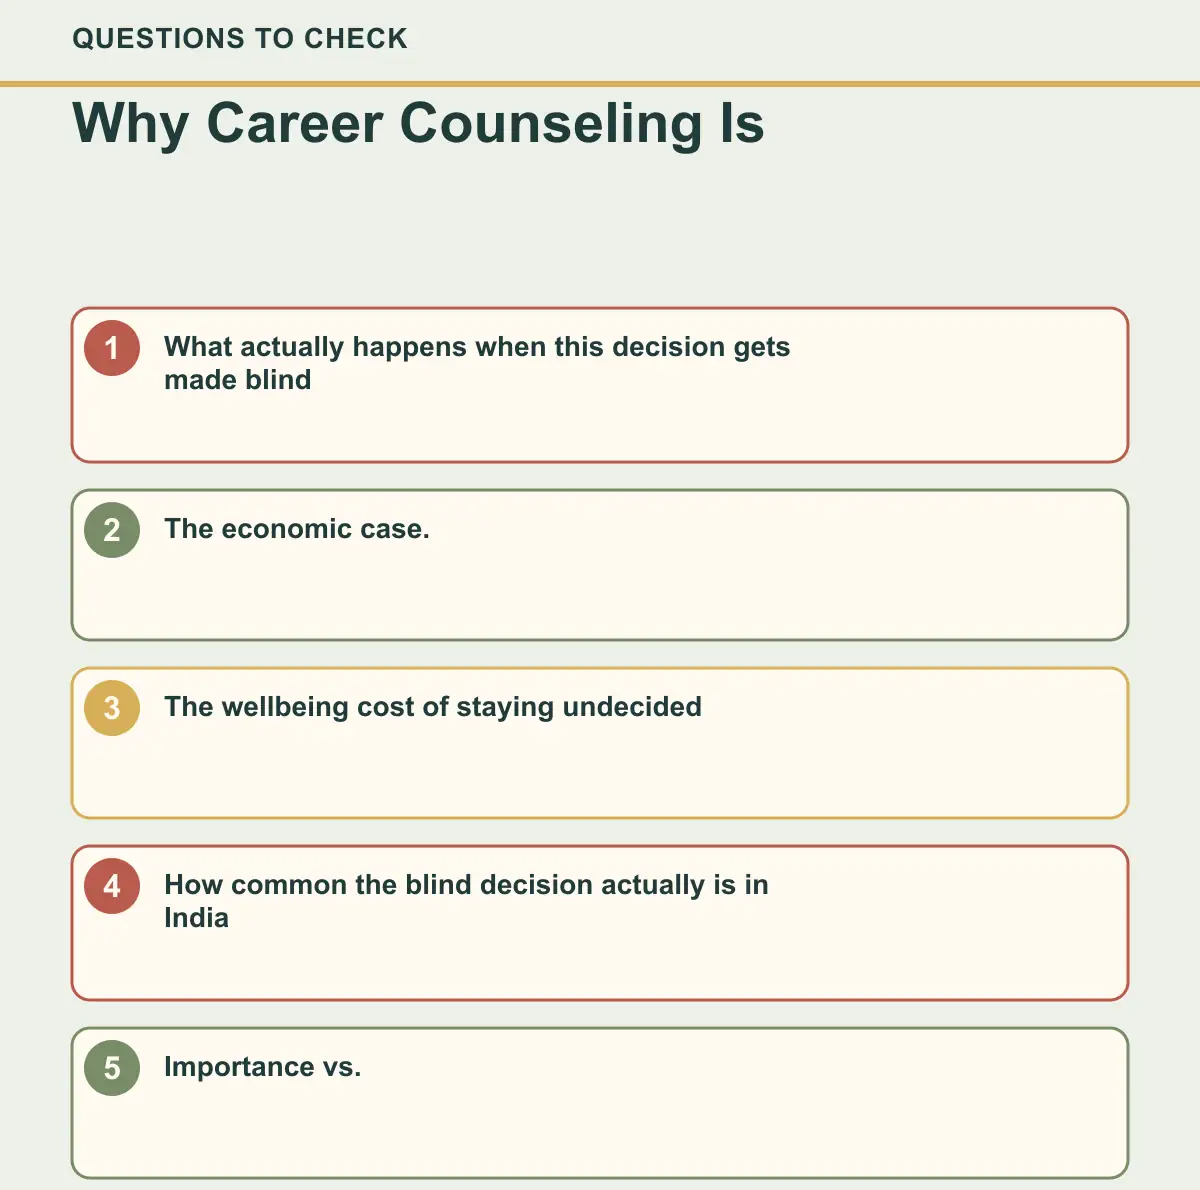 QUESTIONS TO CHECK
Why Career Counseling Is
1
What actually happens when this decision gets
made blind
2
The economic case.
3
The wellbeing cost of staying undecided
4
How common the blind decision actually is in
India
5
Importance vs.